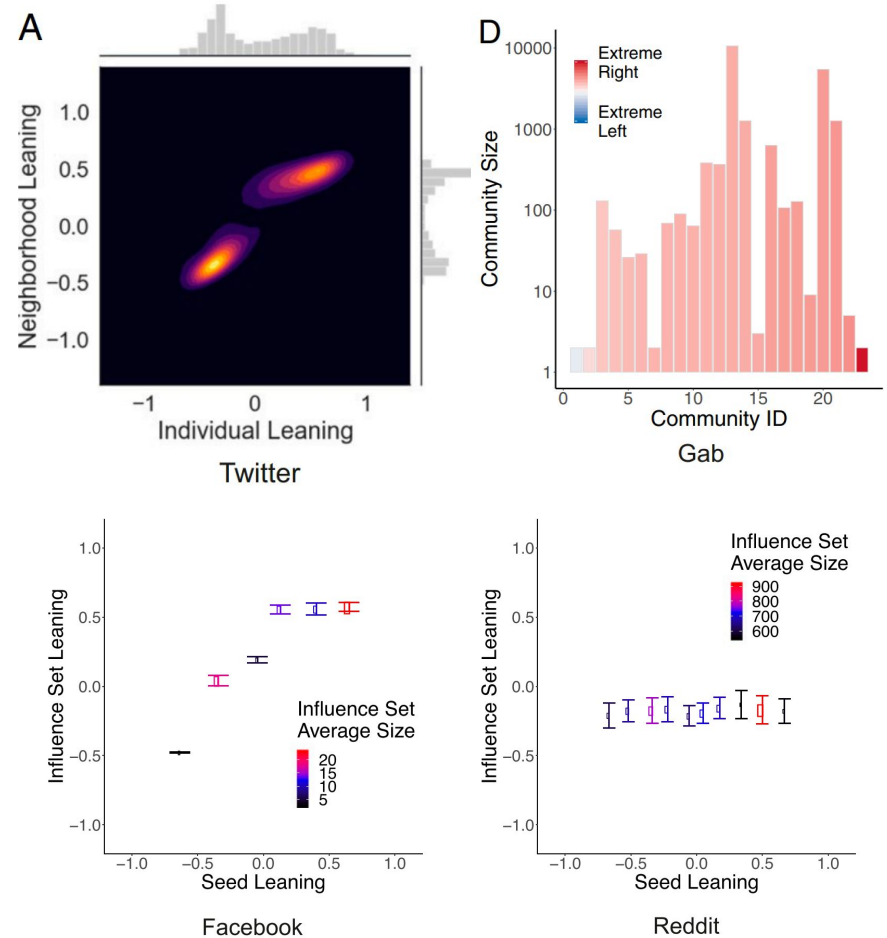 A
Neighborhood Leaning
1.0
0.5
0.0
−0.5
−1.0
−1
0
1
Individual Leaning
Twitter
D
Community Size
10000
1000
100
10
1
Extreme
Right
Extreme
Left
0
5
10
15
20
Community ID
Gab
Influence Set Leaning
1.0
0.5
0.0
−0.5
−1.0
Influence Set
Average Size
20
15
10
5
−1.0
−0.5
0.0
0.5
1.0
Seed Leaning
Facebook
Influence Set Leaning
1.0
0.5
0.0
−0.5
−1.0
Influence Set
Average Size
900
800
700
600
−1.0
−0.5
0.0
0.5
1.0
Seed Leaning
Reddit